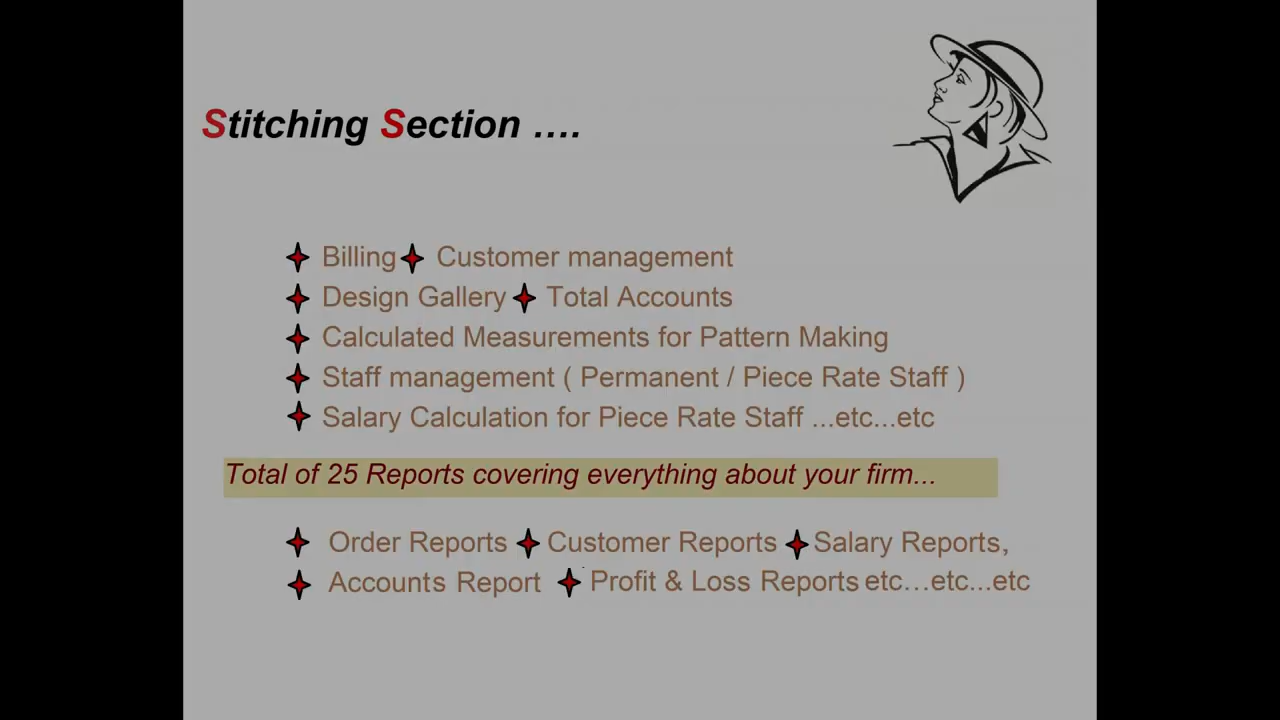 Stitching Section ....
Billing Customer management
Design Gallery Total Accounts
Calculated Measurements for Pattern Making
Staff management ( Permanent / Piece Rate Staff )
Salary Calculation for Piece Rate Staff ...etc...etc
Total of 25 Reports covering everything about your firm...
Order Reports Customer Reports Salary Reports,
Accounts Report Profit & Loss Reports etc...etc...etc